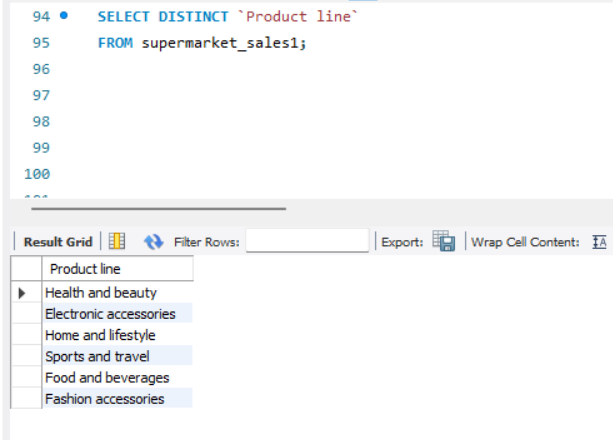 94 SELECT DISTINCT `Product line`
95 FROM supermarket_sales1;
96
97
98
99
100
Result Grid Filter Rows: Export: Wrap Cell Content: IA
Product line
Health and beauty
Electronic accessories
Home and lifestyle
Sports and travel
Food and beverages
Fashion accessories